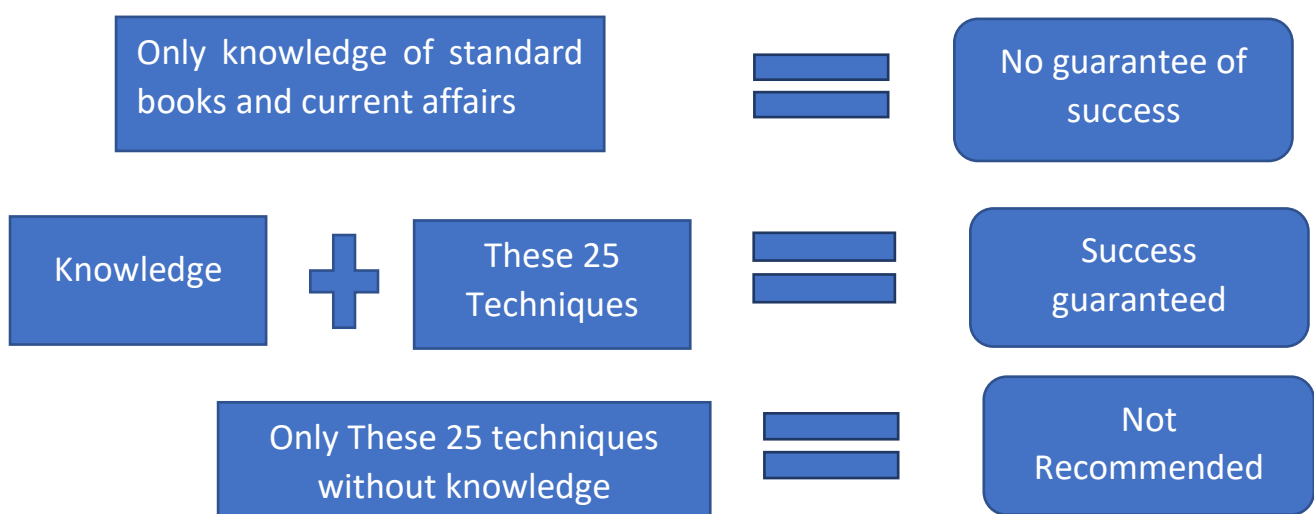 Only knowledge of standard
books and current affairs
No guarantee of
success
Knowledge
These 25
Techniques
Success
guaranteed
Only These 25 techniques
without knowledge
Not
Recommended